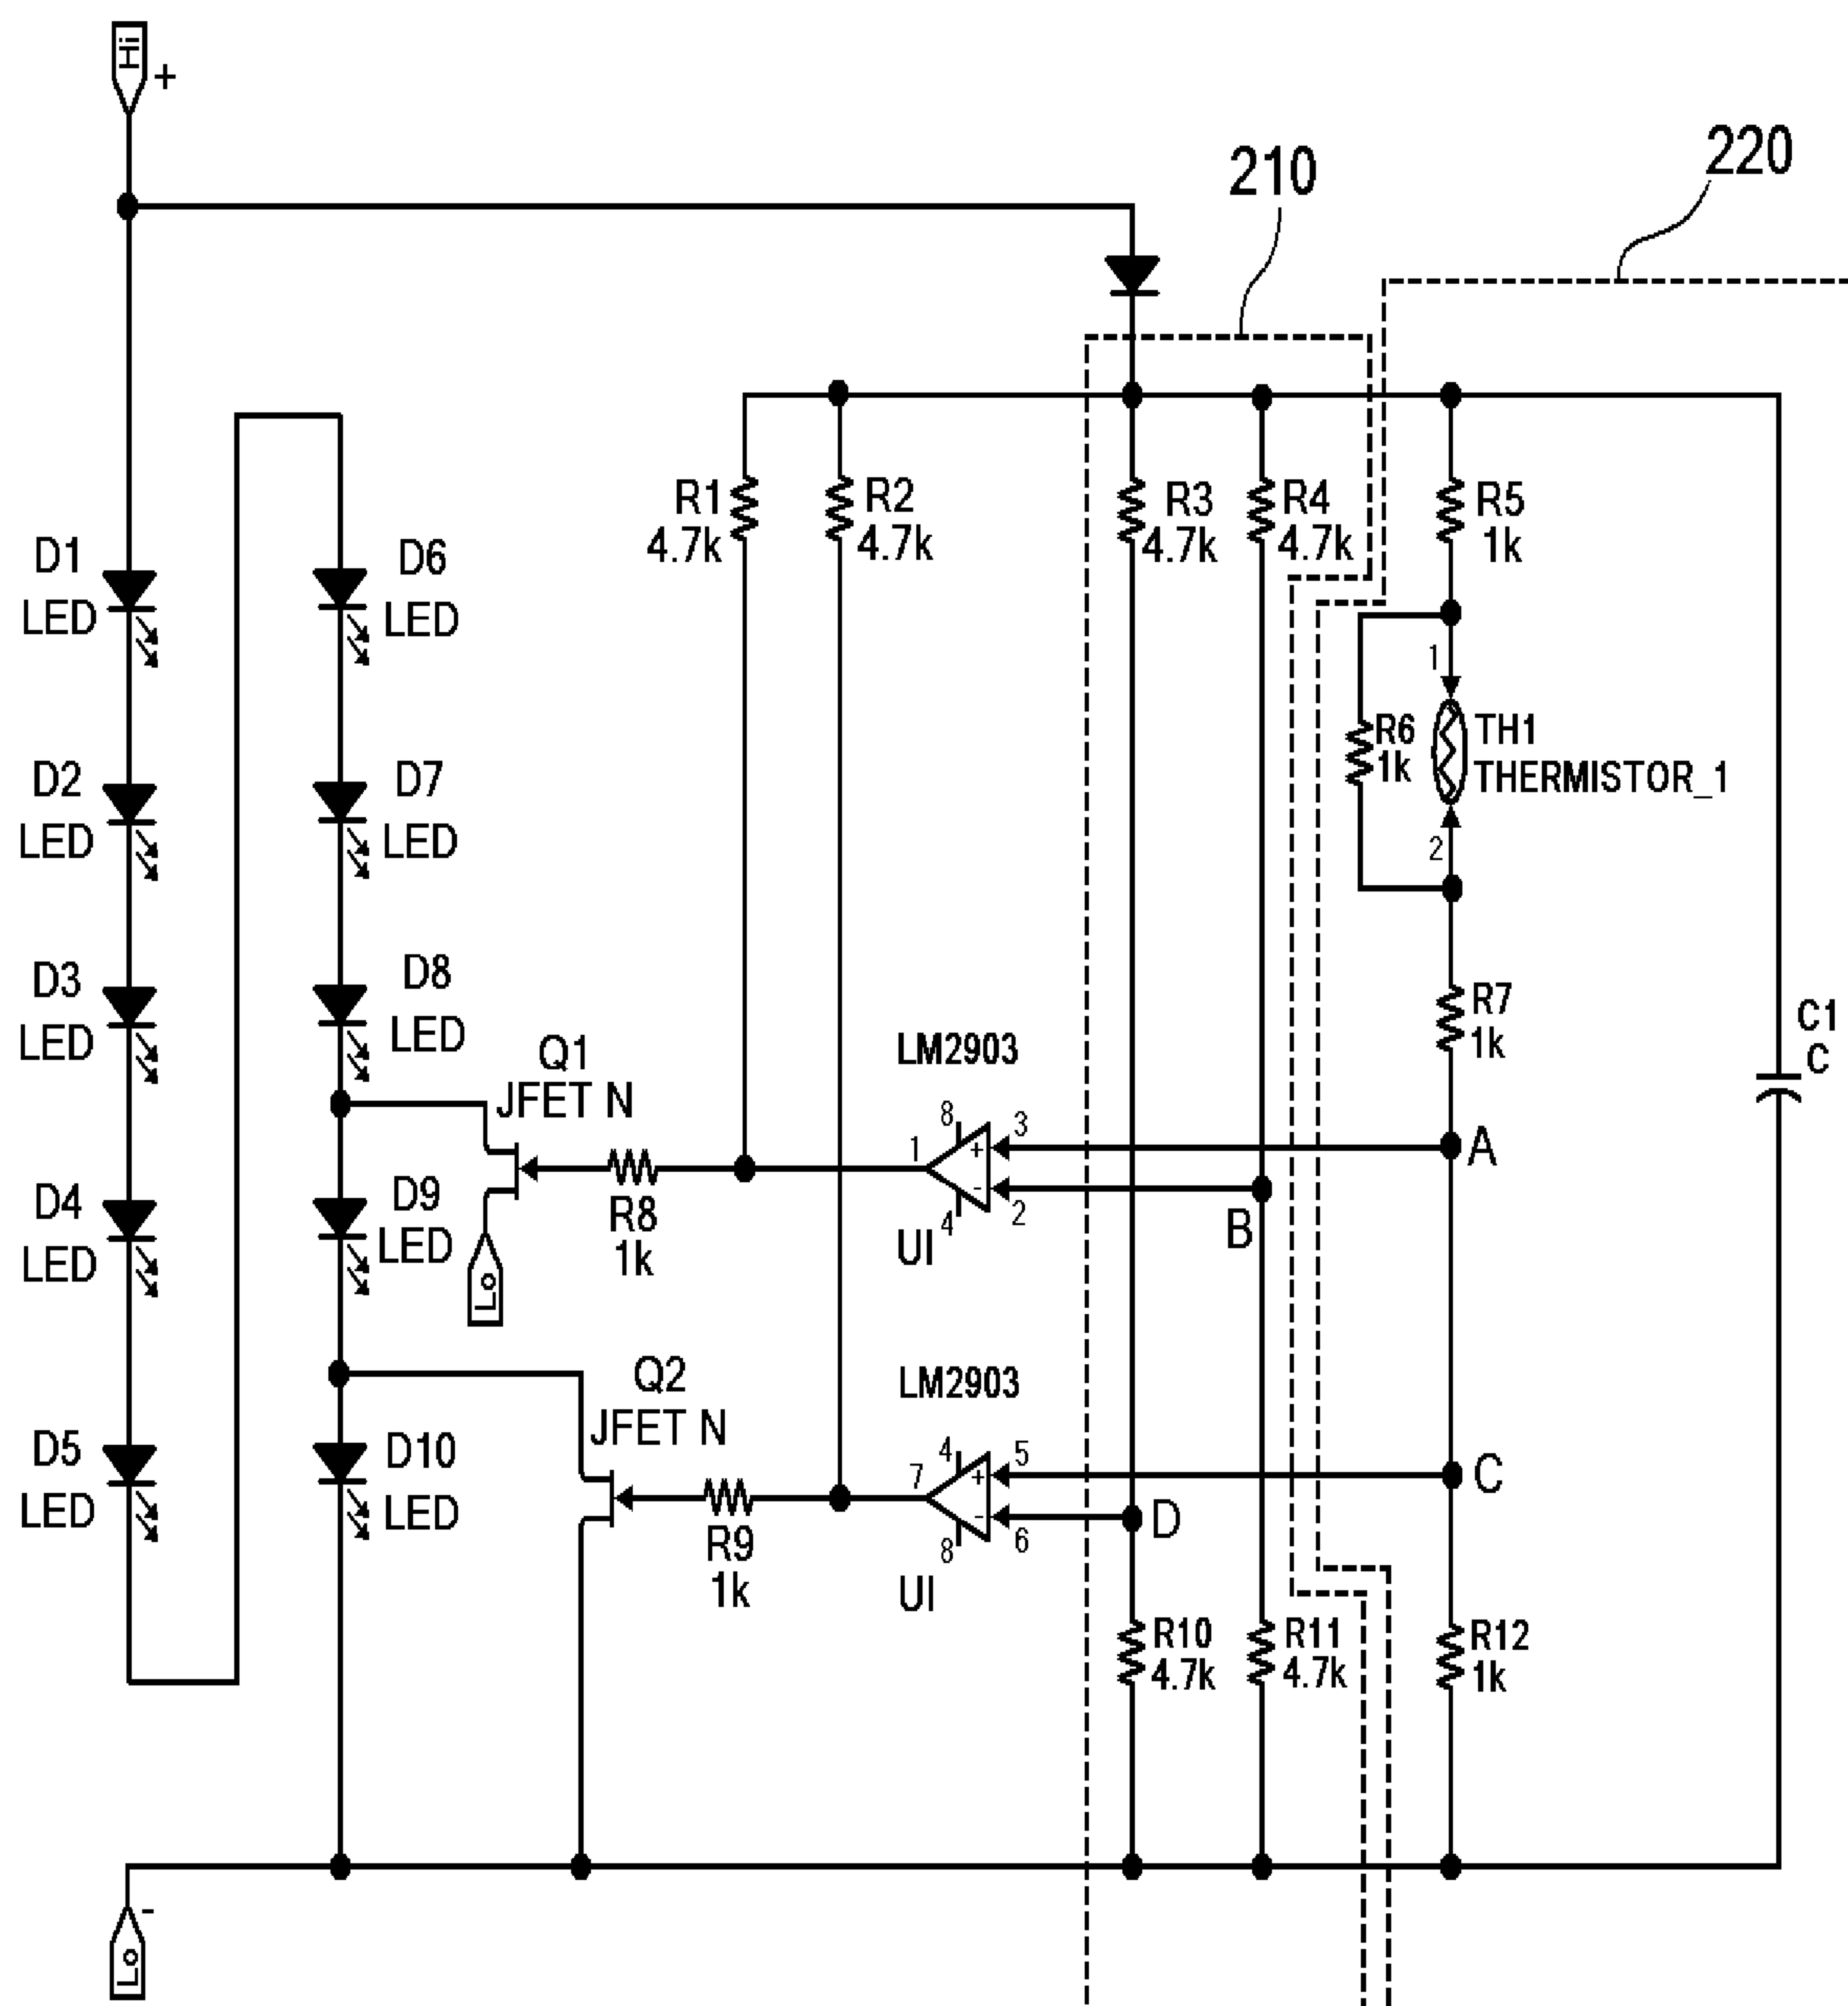 Hi
+
210
220
R1
4.7k
R2
4.7k
R3
4.7k
R4
4.7k
R5
1k
D1
LED
D6
LED
1
R6
1k
TH1
THERMISTOR_1
2
D2
LED
D7
LED
D3
LED
D8
LED
R7
1k
C1
C
Q1
JFET N
LM2903
8
1
3
+
-
2
4
UI
A
B
D4
LED
D9
LED
R8
1k
Lo
Q2
JFET N
LM2903
4
7
5
+
-
6
8
UI
C
D
D5
LED
D10
LED
R9
1k
R10
4.7k
R11
4.7k
R12
1k
-
Lo